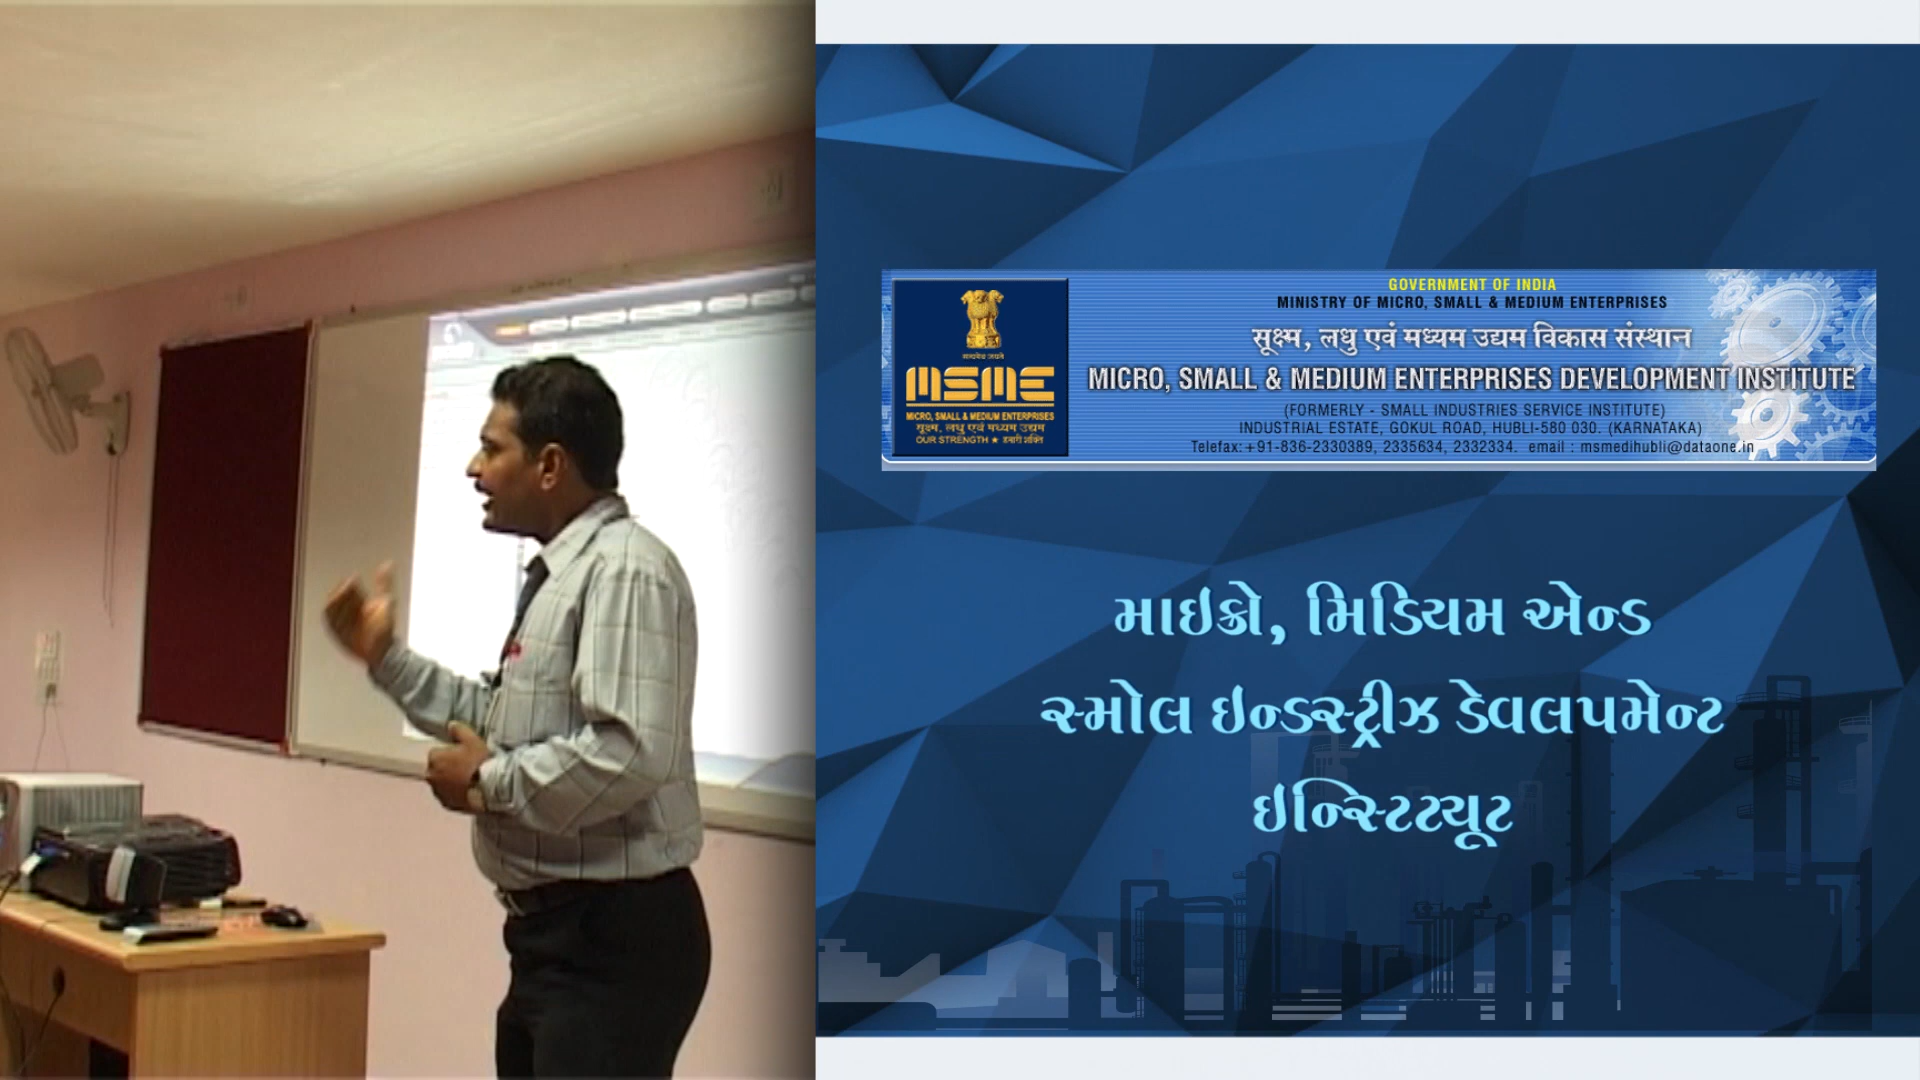 GOVERNMENT OF INDIA
MINISTRY OF MICRO, SMALL & MEDIUM ENTERPRISES
सूक्ष्म, लघु एवं मध्यम उद्यम विकास संस्थान
MICRO, SMALL & MEDIUM ENTERPRISES DEVELOPMENT INSTITUTE
(FORMERLY - SMALL INDUSTRIES SERVICE INSTITUTE)
INDUSTRIAL ESTATE, GOKUL ROAD, HUBLI-580 030. (KARNATAKA)
Telefax:+91-836-2330389, 2335634, 2332334. email : msmedihubli@dataone.in
सत्यमेव जयते
MSME
MICRO, SMALL & MEDIUM ENTERPRISES
सूक्ष्म, लघु एवं मध्यम उद्यम
OUR STRENGTH ★ हमारी शक्ति
માઇક્રો, મિડિયમ એન્ડ
સ્મોલ ઇન્ડસ્ટ્રીઝ ડેવલપમેન્ટ
ઇન્સ્ટિટ્યૂટ